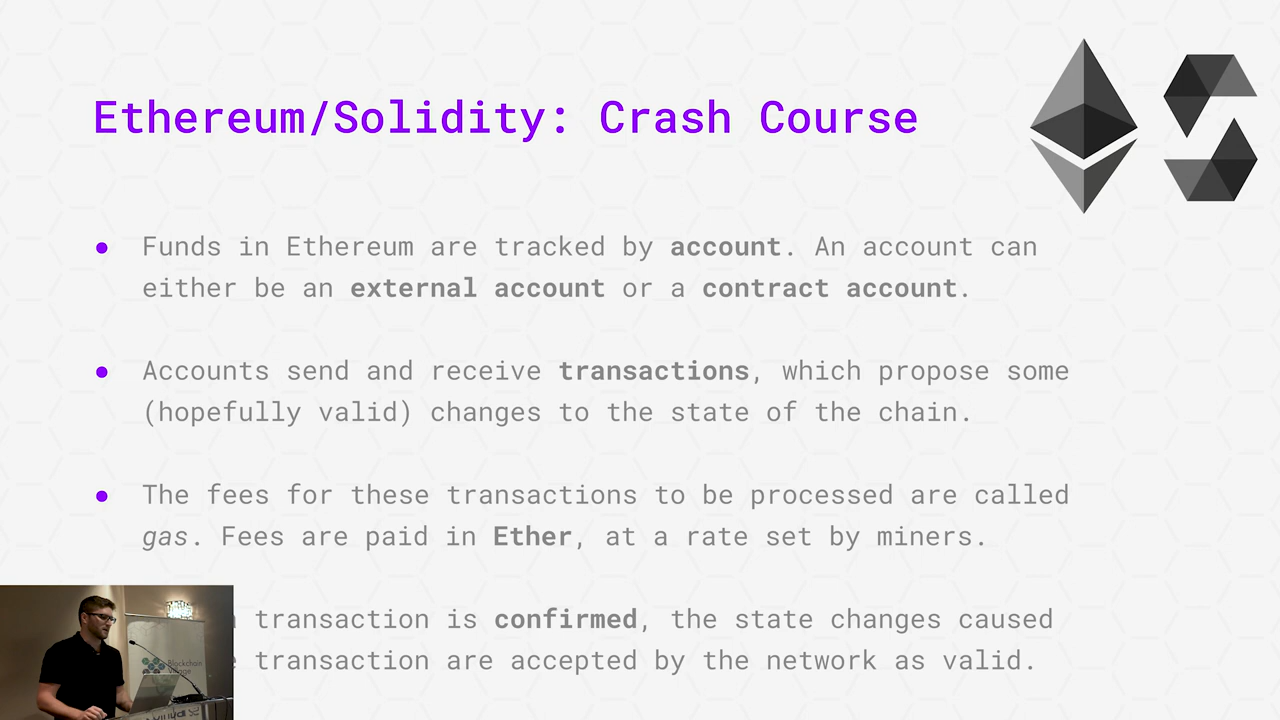 Ethereum/Solidity: Crash Course
● Funds in Ethereum are tracked by account. An account can
either be an external account or a contract account.
● Accounts send and receive transactions, which propose some
(hopefully valid) changes to the state of the chain.
● The fees for these transactions to be processed are called
gas. Fees are paid in Ether, at a rate set by miners.
transaction is confirmed, the state changes caused
transaction are accepted by the network as valid.
Blockchain
Village